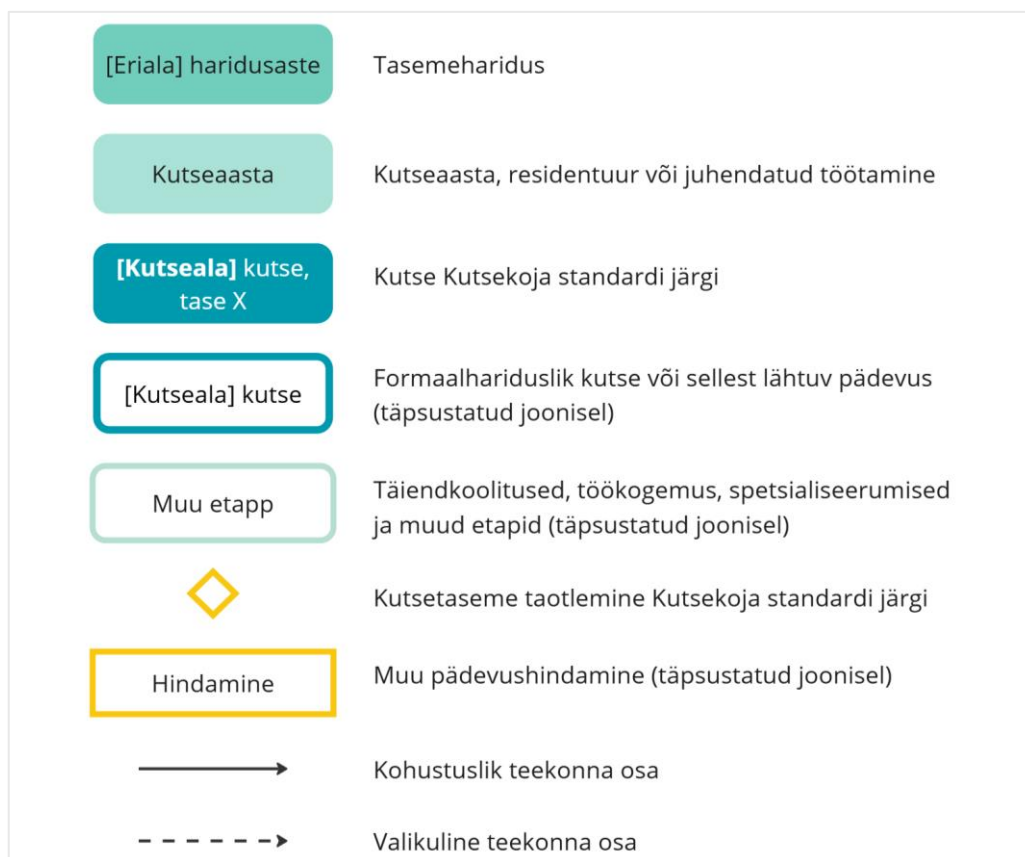 [Eriala] haridusaste
Tasemeharidus
Kutseaasta
Kutseaasta, residentuur või juhendatud töötamine
[Kutseala] kutse,
tase X
Kutse Kutsekoja standardi järgi
[Kutseala] kutse
Formaalhariduslik kutse või sellest lähtuv pädevus
(täpsustatud joonisel)
Muu etapp
Täiendkoolitused, töökogemus, spetsialiseerumised
ja muud etapid (täpsustatud joonisel)
Kutsetaseme taotlemine Kutsekoja standardi järgi
Hindamine
Muu pädevushindamine (täpsustatud joonisel)
Kohustuslik teekonna osa
Valikuline teekonna osa